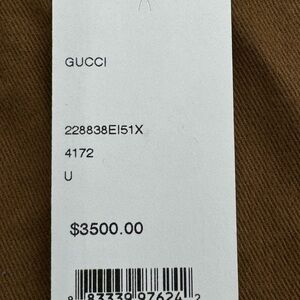 GUCCI
228838EI51X
4172
U
$3500.00
8 83339 97624 2